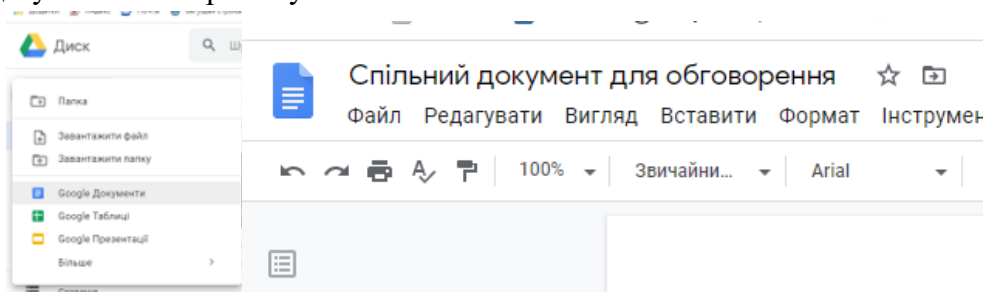 Диск
Папка
Завантажити файл
Завантажити папку
Google Документи
Google Таблиці
Google Презентації
Більше
Спільний документ для обговорення
Файл Редагувати Вигляд Вставити Формат Інструмен
100% Звичайни... Arial